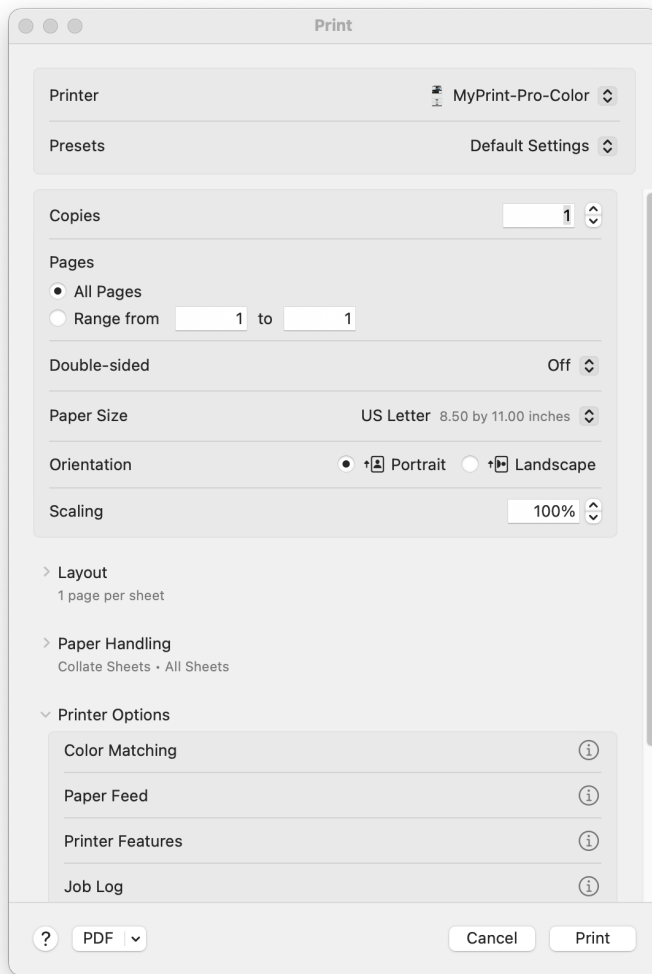 Print
Printer MyPrint-Pro-Color
Presets Default Settings
Copies 1
Pages
All Pages
Range from 1 to 1
Double-sided Off
Paper Size US Letter 8.50 by 11.00 inches
Orientation Portrait Landscape
Scaling 100%
Layout
1 page per sheet
Paper Handling
Collate Sheets • All Sheets
Printer Options
Color Matching
Paper Feed
Printer Features
Job Log
? PDF Cancel Print